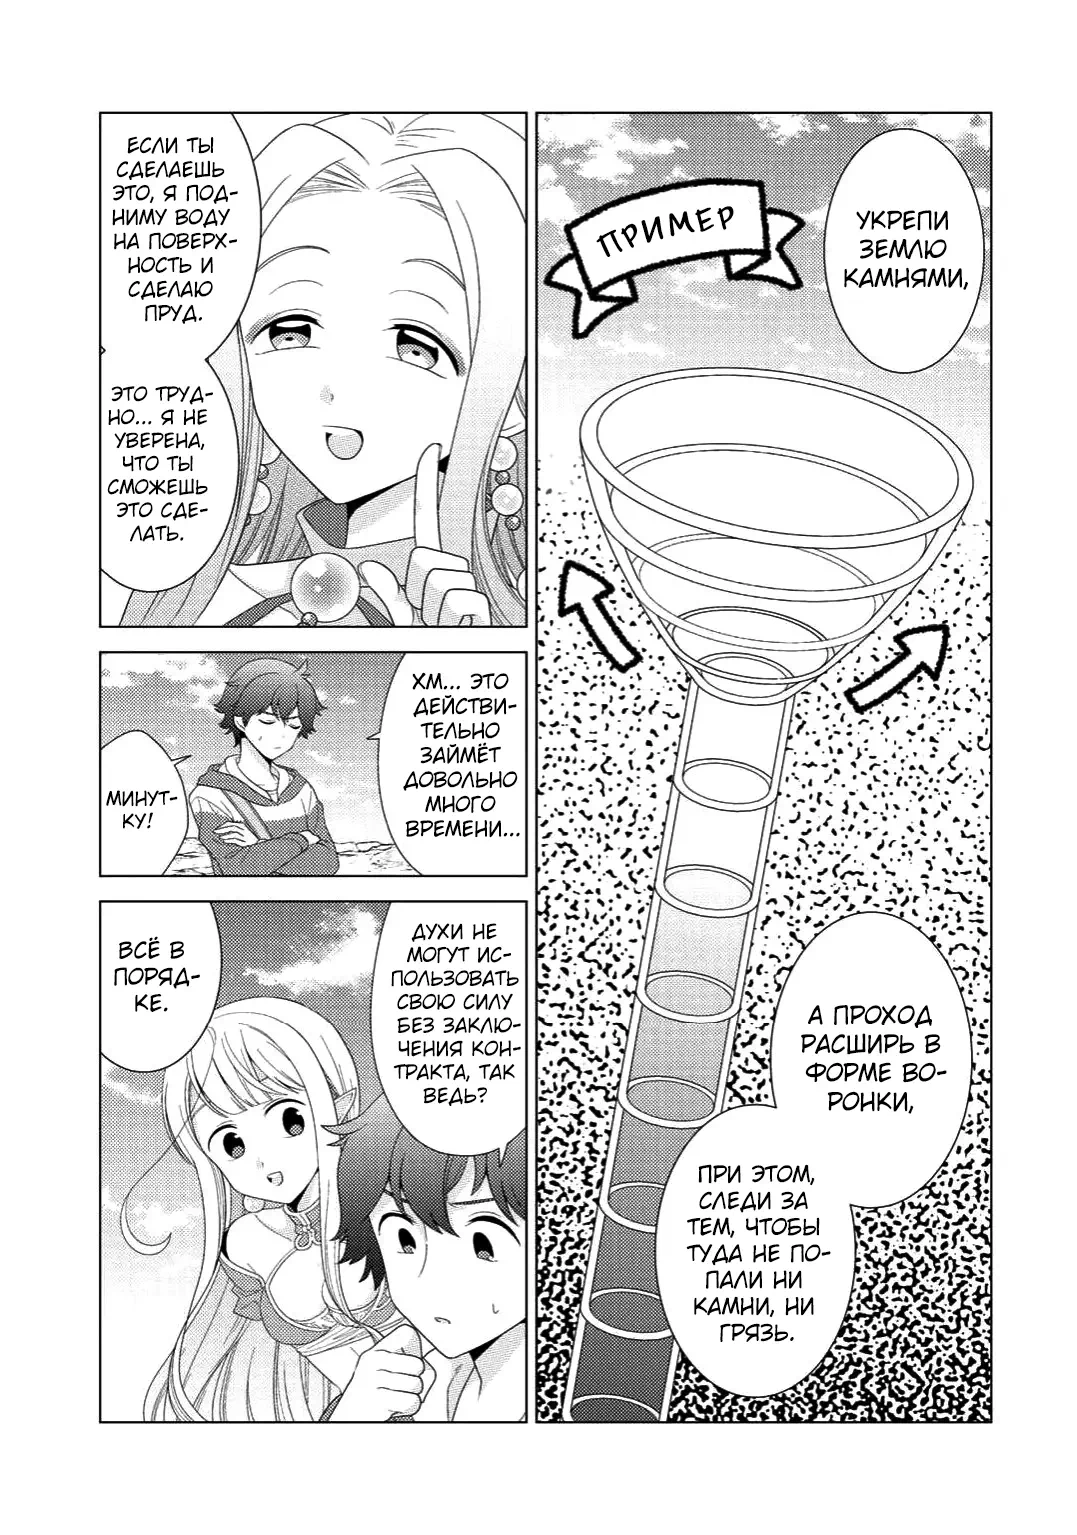 УКРЕПИ
ЗЕМЛЮ
КАМНЯМИ,
ПРИМЕР
А ПРОХОД
РАСШИРЬ В
ФОРМЕ ВО-
РОНКИ,
ПРИ ЭТОМ,
СЛЕДИ ЗА
ТЕМ, ЧТОБЫ
ТУДА НЕ ПО-
ПАЛИ НИ
КАМНИ, НИ
ГРЯЗЬ.
ЕСЛИ ТЫ
СДЕЛАЕШЬ
ЭТО, Я ПОД-
НИМУ ВОДУ
НА ПОВЕРХ-
НОСТЬ И
СДЕЛАЮ
ПРУД.
ЭТО ТРУД-
НО... Я НЕ
УВЕРЕНА,
ЧТО ТЫ
СМОЖЕШЬ
ЭТО СДЕ-
ЛАТЬ.
ХМ... ЭТО
ДЕЙСТВИ-
ТЕЛЬНО
ЗАЙМЁТ
ДОВОЛЬНО
МНОГО
ВРЕМЕНИ...
МИНУТ-
КУ!
ДУХИ НЕ
МОГУТ ИС-
ПОЛЬЗОВАТЬ
СВОЮ СИЛУ
БЕЗ ЗАКЛЮ-
ЧЕНИЯ КОН-
ТРАКТА, ТАК
ВЕДЬ?
ВСЁ В
ПОРЯД-
КЕ.